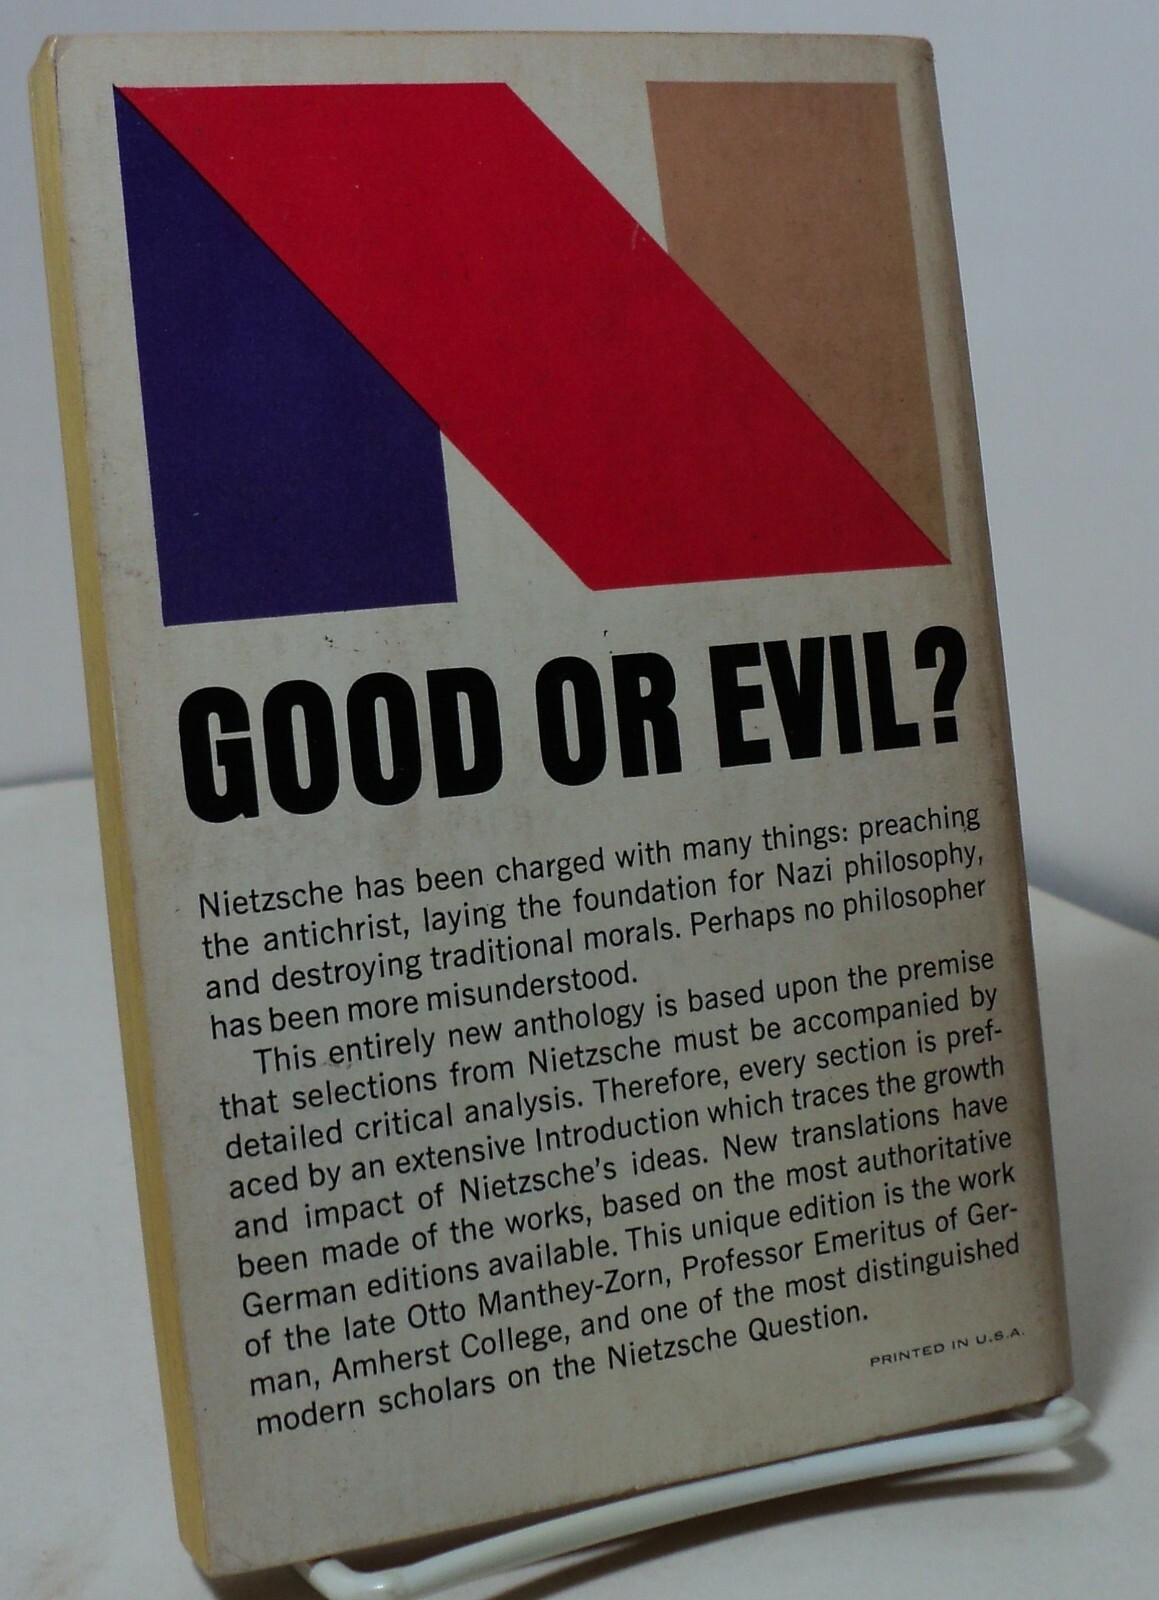 N
GOOD OR EVIL?
Nietzsche has been charged with many things: preaching
the antichrist, laying the foundation for Nazi philosophy,
and destroying traditional morals. Perhaps no philosopher
has been more misunderstood.
This entirely new anthology is based upon the premise
that selections from Nietzsche must be accompanied by
detailed critical analysis. Therefore, every section is pref-
aced by an extensive Introduction which traces the growth
and impact of Nietzsche's ideas. New translations have
been made of the works, based on the most authoritative
German editions available. This unique edition is the work
of the late Otto Manthey-Zorn, Professor Emeritus of Ger-
man, Amherst College, and one of the most distinguished
modern scholars on the Nietzsche Question.
PRINTED IN U.S.A.